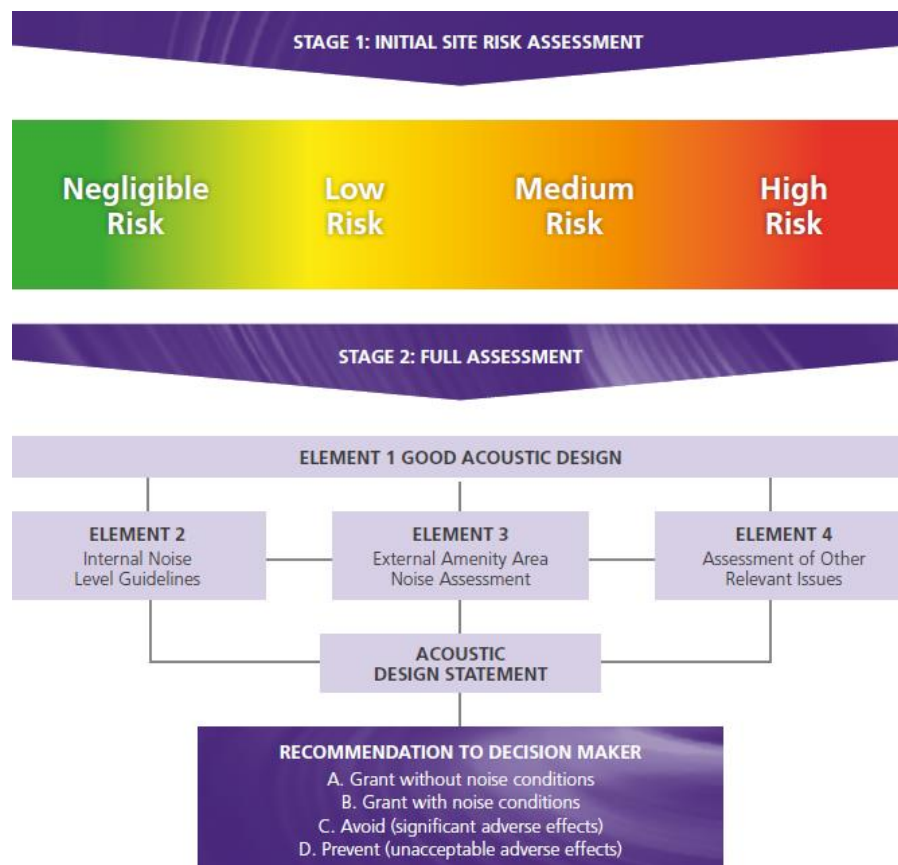 STAGE 1: INITIAL SITE RISK ASSESSMENT
Negligible Risk
Low Risk
Medium Risk
High Risk
STAGE 2: FULL ASSESSMENT
ELEMENT 1 GOOD ACOUSTIC DESIGN
ELEMENT 2
Internal Noise
Level Guidelines
ELEMENT 3
External Amenity Area
Noise Assessment
ELEMENT 4
Assessment of Other
Relevant Issues
ACOUSTIC
DESIGN STATEMENT
RECOMMENDATION TO DECISION MAKER
A. Grant without noise conditions
B. Grant with noise conditions
C. Avoid (significant adverse effects)
D. Prevent (unacceptable adverse effects)